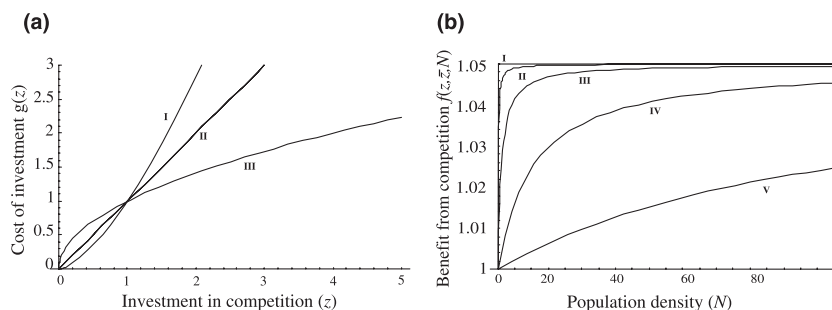 (a)
3
2.5
2
1.5
1
0.5
0
Cost of investment g(z)
I
II
III
0 1 2 3 4 5
Investment in competition (z)
(b)
1.05
1.04
1.03
1.02
1.01
1
Benefit from competition f(z,z̄,N)
I
II
III
IV
V
0 20 40 60 80
Population density (N)